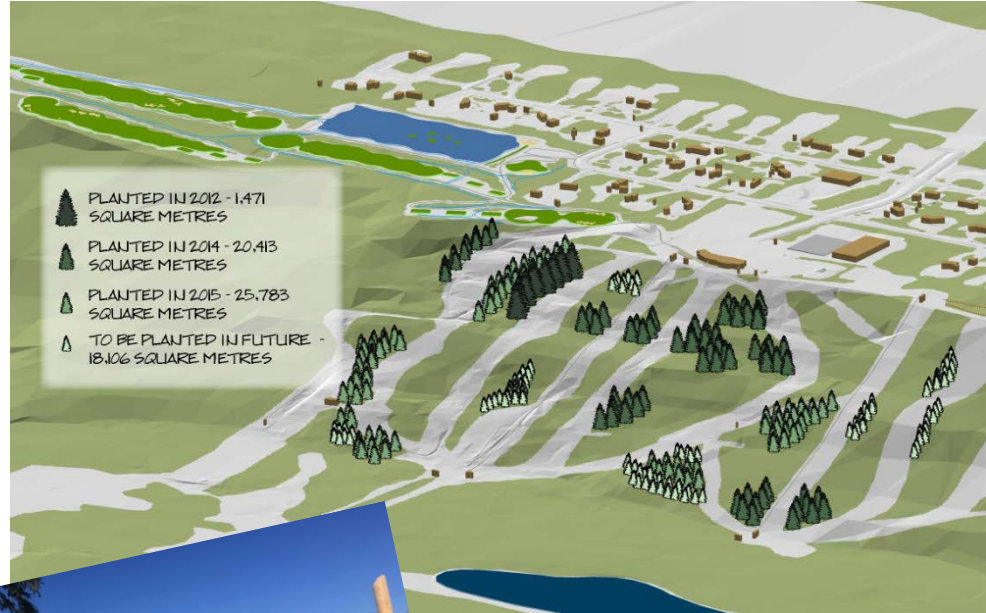 PLANTED IN 2012 - 1,471
SQUARE METRES
PLANTED IN 2014 - 20,413
SQUARE METRES
PLANTED IN 2015 - 25,783
SQUARE METRES
TO BE PLANTED IN FUTURE -
18,106 SQUARE METRES